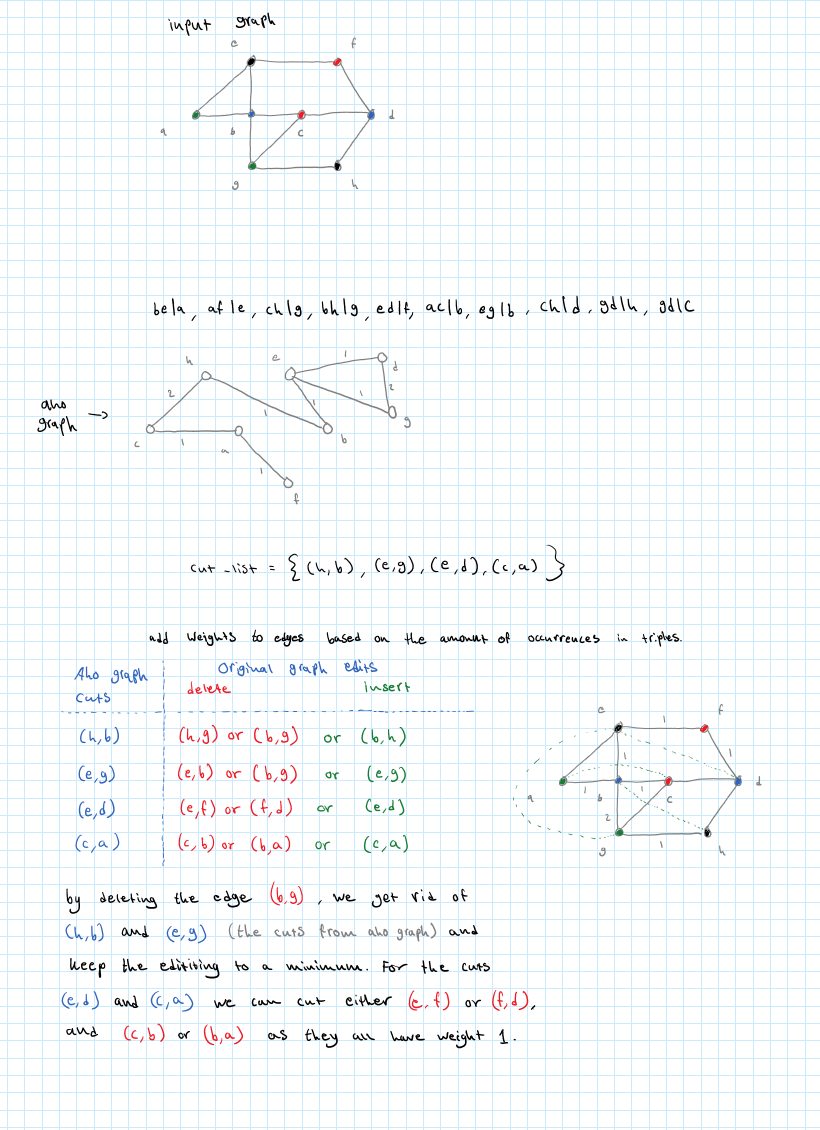 input graph
e f
a b c d
g h
be|a, af|e, ch|g, bh|g, ed|f, ac|b, eg|b, ch|d, gd|h, gd|c
h e 1 d
2 1 1 2
aho
graph → 1 g
c 1 a b
1
f
cut_list = {(h,b), (e,g), (e,d), (c,a)}
add weights to edges based on the amount of occurrences in triples.
Aho graph cuts Original graph edits
delete insert
(h,b) (h,g) or (b,g) or (b,h)
(e,g) (e,b) or (b,g) or (e,g)
(e,d) (e,f) or (f,d) or (e,d)
(c,a) (c,b) or (b,a) or (c,a)
e 1 f
1 1
a 1 b 1 c d
2
g 1 h
by deleting the edge (b,g), we get rid of
(h,b) and (e,g) (the cuts from aho graph) and
keep the edititing to a minimum. For the cuts
(e,d) and (c,a) we can cut either (e,f) or (f,d),
and (c,b) or (b,a) as they all have weight 1.